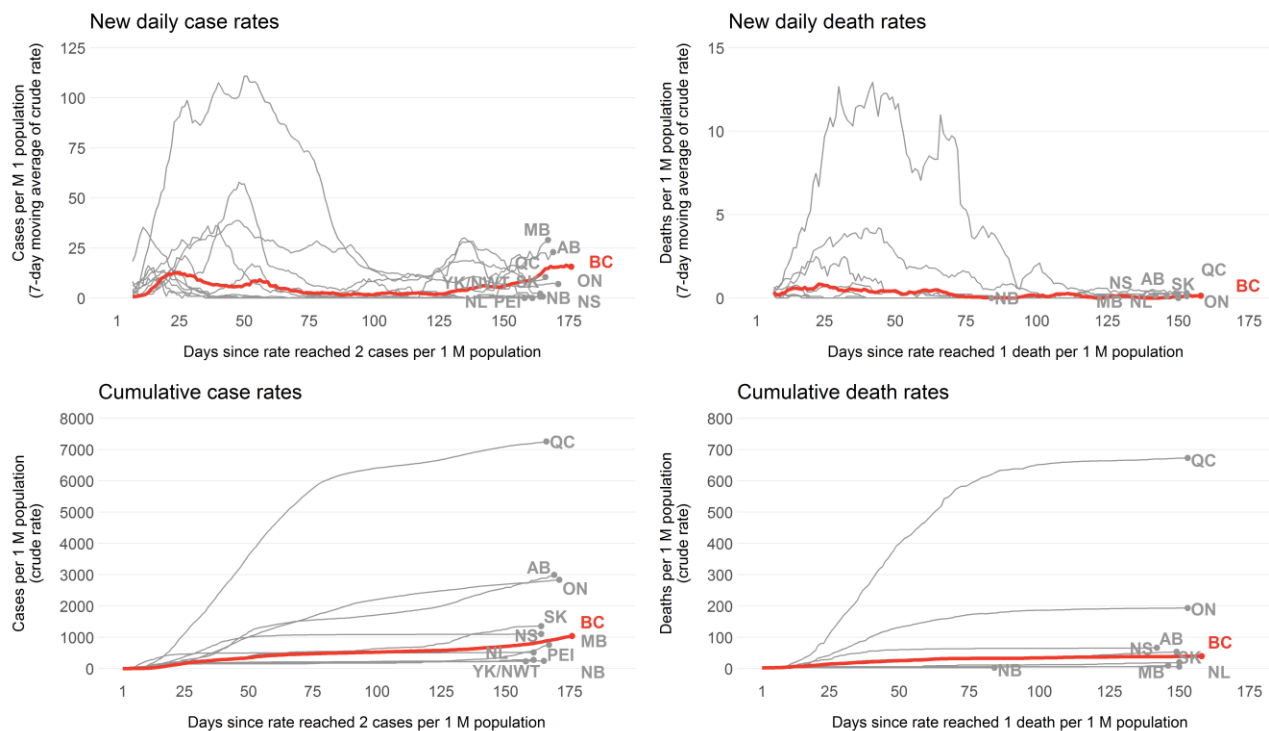 New daily case rates
Cases per M 1 population
(7-day moving average of crude rate)
125
100
75
50
25
0
MB
AB
BC
QC
YK/NWT
ON
NL PEI
NB
NS
1 25 50 75 100 125 150 175
Days since rate reached 2 cases per 1 M population
New daily death rates
Deaths per 1 M population
(7-day moving average of crude rate)
15
10
5
0
QC
NS AB SK
BC
NB
MB NL
ON
1 25 50 75 100 125 150 175
Days since rate reached 1 death per 1 M population
Cumulative case rates
Cases per 1 M population
(crude rate)
8000
7000
6000
5000
4000
3000
2000
1000
0
QC
AB
ON
SK
BC
NS
MB
NL
PEI
YK/NWT
NB
1 25 50 75 100 125 150 175
Days since rate reached 2 cases per 1 M population
Cumulative death rates
Deaths per 1 M population
(crude rate)
800
700
600
500
400
300
200
100
0
QC
ON
AB
BC
NS
SK
NB
MB
NL
1 25 50 75 100 125 150 175
Days since rate reached 1 death per 1 M population